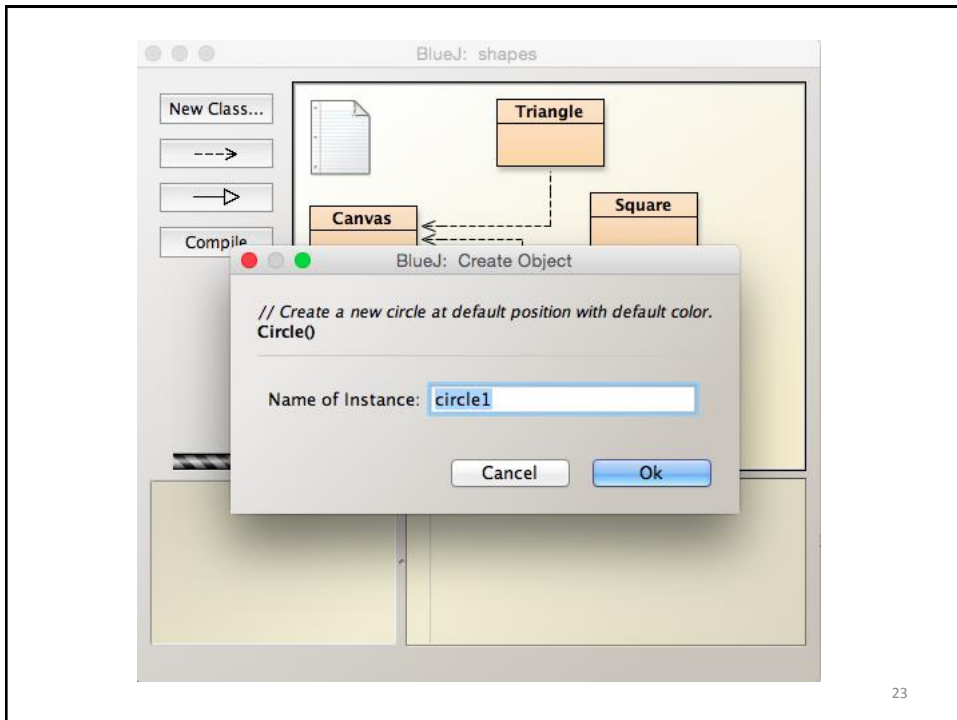 BlueJ: shapes
New Class...
Triangle
Square
Canvas
Compile
BlueJ: Create Object
// Create a new circle at default position with default color.
Circle()
Name of Instance: circle1
Cancel Ok
23